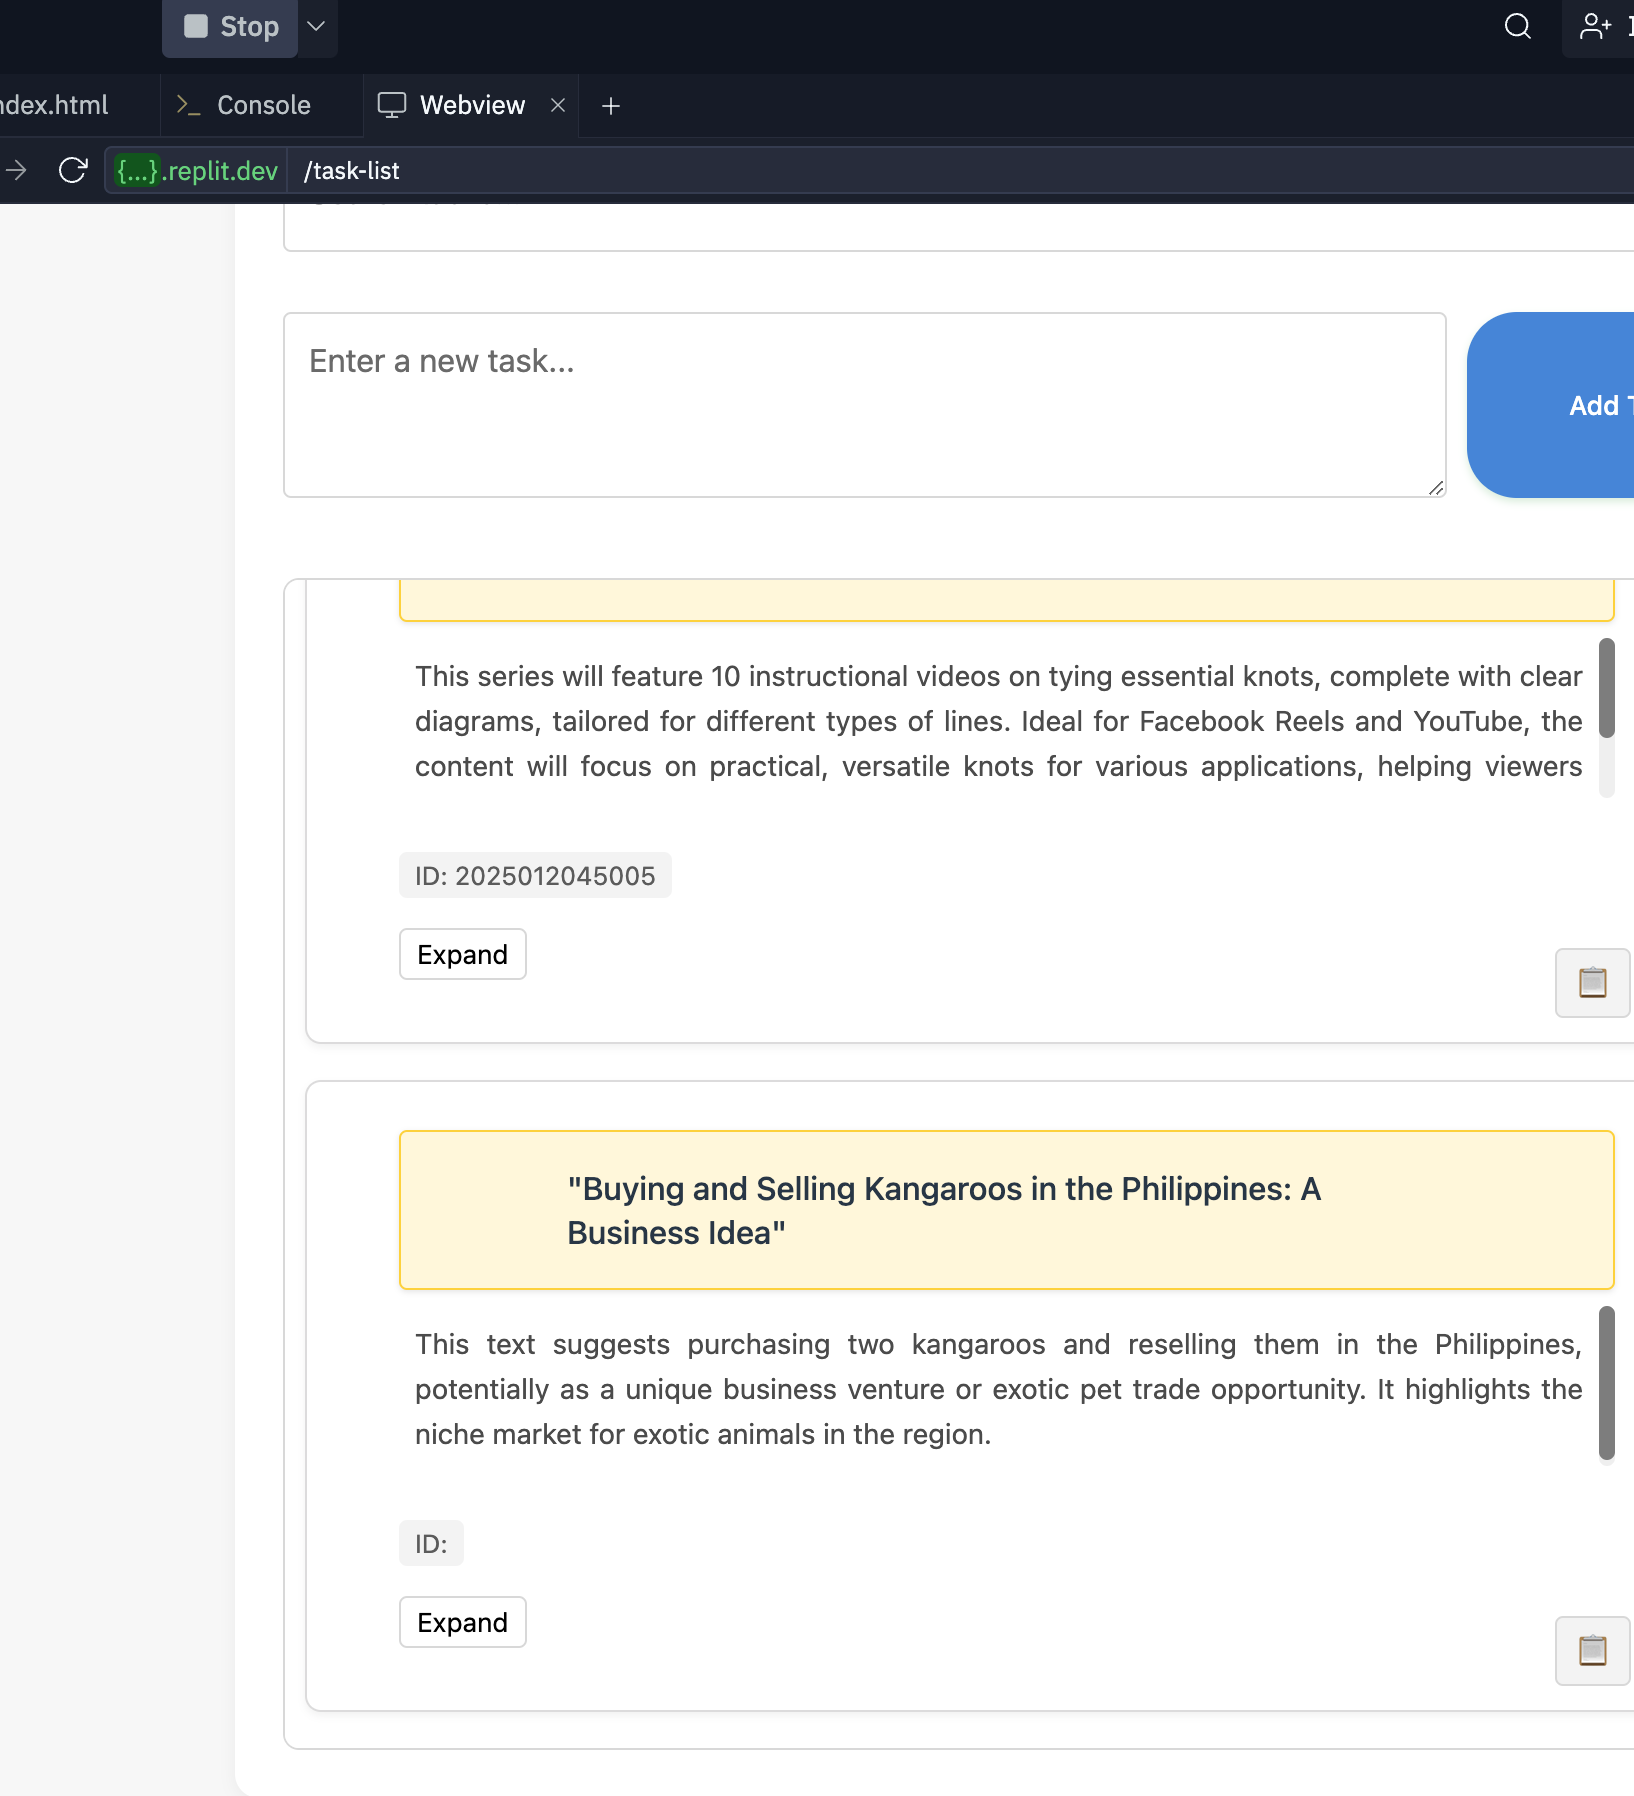 Stop
ndex.html
Console
Webview
{...}.replit.dev
/task-list
Enter a new task...
Add
This series will feature 10 instructional videos on tying essential knots, complete with clear
diagrams, tailored for different types of lines. Ideal for Facebook Reels and YouTube, the
content will focus on practical, versatile knots for various applications, helping viewers
ID: 2025012045005
Expand
"Buying and Selling Kangaroos in the Philippines: A
Business Idea"
This text suggests purchasing two kangaroos and reselling them in the Philippines,
potentially as a unique business venture or exotic pet trade opportunity. It highlights the
niche market for exotic animals in the region.
ID:
Expand